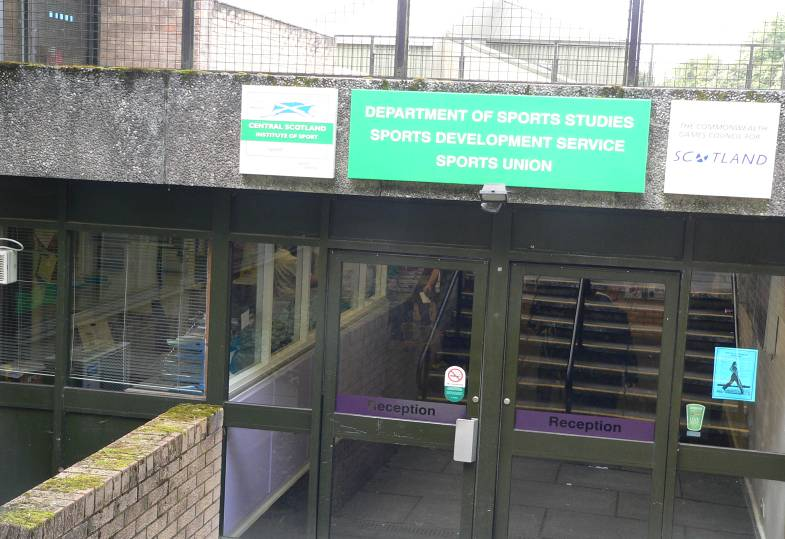 CENTRAL SCOTLAND
INSTITUTE OF SPORT
DEPARTMENT OF SPORTS STUDIES
SPORTS DEVELOPMENT SERVICE
SPORTS UNION
THE COMMONWEALTH
GAMES COUNCIL FOR
SCOTLAND
Reception
Reception